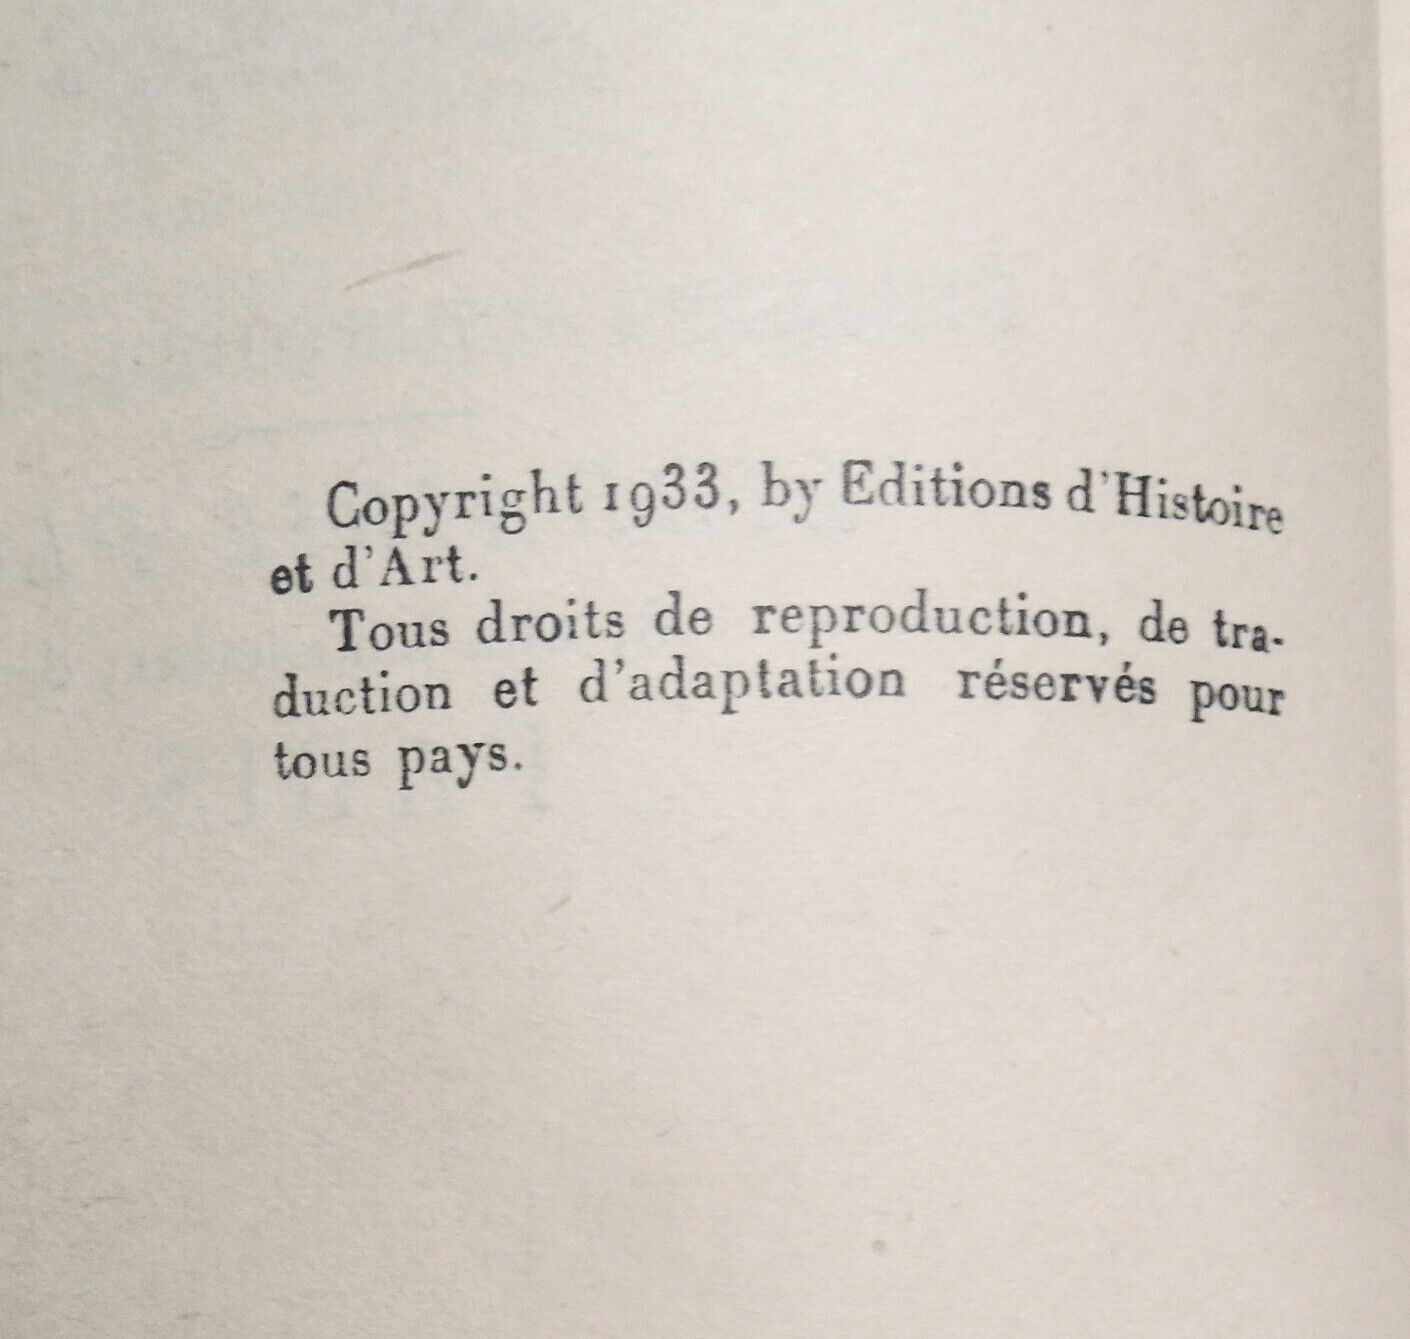 Copyright 1933, by Editions d'Histoire
et d'Art.
Tous droits de reproduction, de tra-
duction et d'adaptation réservés pour
tous pays.